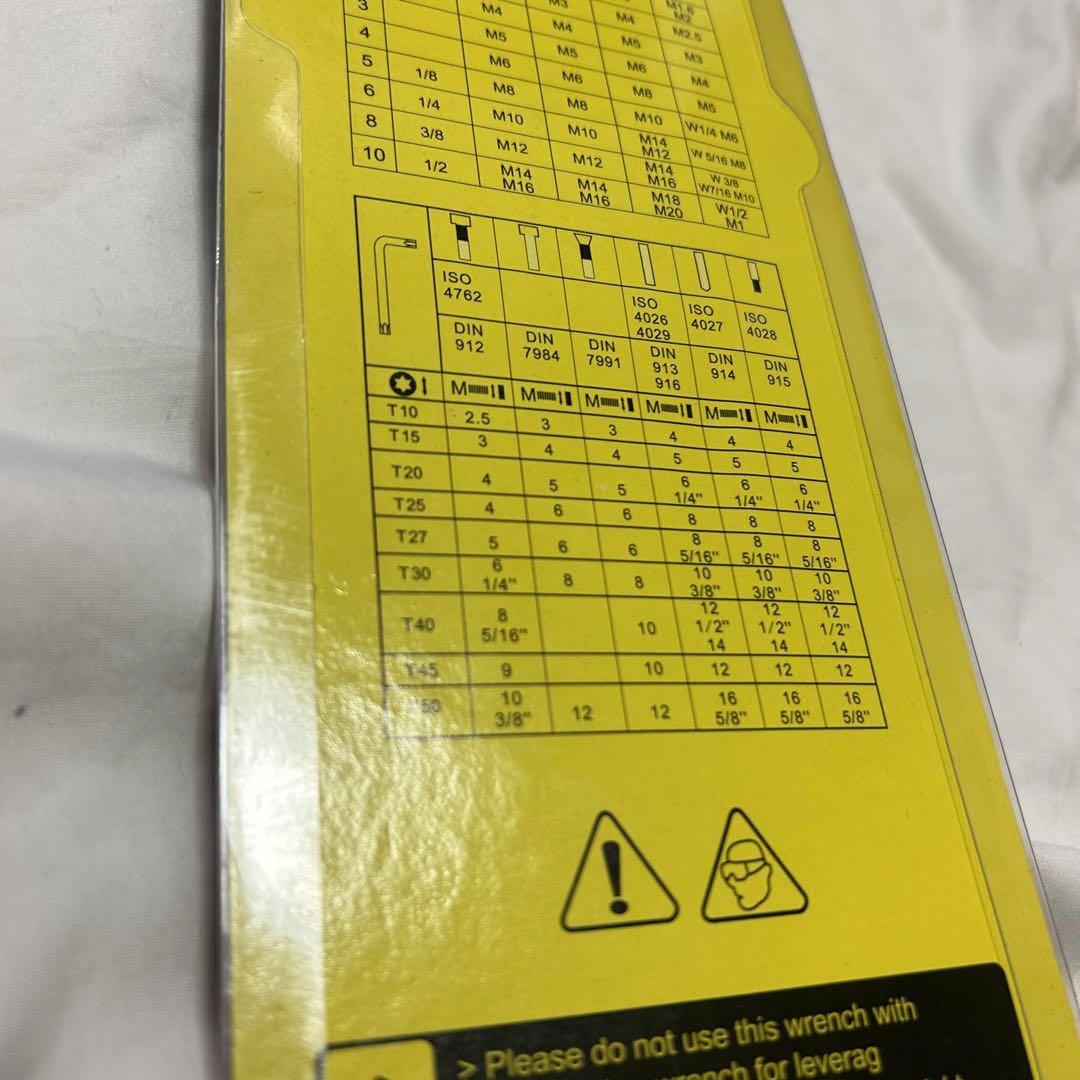 3 M4 M3 M1.6
M2
4 M5 M4 M4 M2.5
5 M6 M5 M5 M3
6 1/8 M8 M6 M6 M4
8 1/4 M10 M8 M8 M5
10 3/8 M12 M10 M10 W1/4 M6
1/2 M14 M12 M14 W 5/16 M8
M16 M12
M14 M14 W 3/8
M16 M16 W7/16 M10
M18 W1/2
M20 M1
ISO ISO ISO ISO
4762 4026 4027 4028
4029
DIN DIN DIN DIN DIN DIN
912 7984 7991 913 914 915
916
M M M M M M
T10 2.5 3 3 4 4 4
T15 3 4 4 5 5 5
T20 4 5 5 6 6 6
1/4" 1/4" 1/4"
T25 4 6 6 8 8 8
T27 5 6 6 8 8 8
5/16" 5/16" 5/16"
T30 6 8 8 10 10 10
1/4" 3/8" 3/8" 3/8"
T40 8 10 12 12 12
5/16" 1/2" 1/2" 1/2"
14 14 14
T45 9 10 12 12 12
T50 10 12 12 16 16 16
3/8" 5/8" 5/8" 5/8"
> Please do not use this wrench with
wrench for leverag